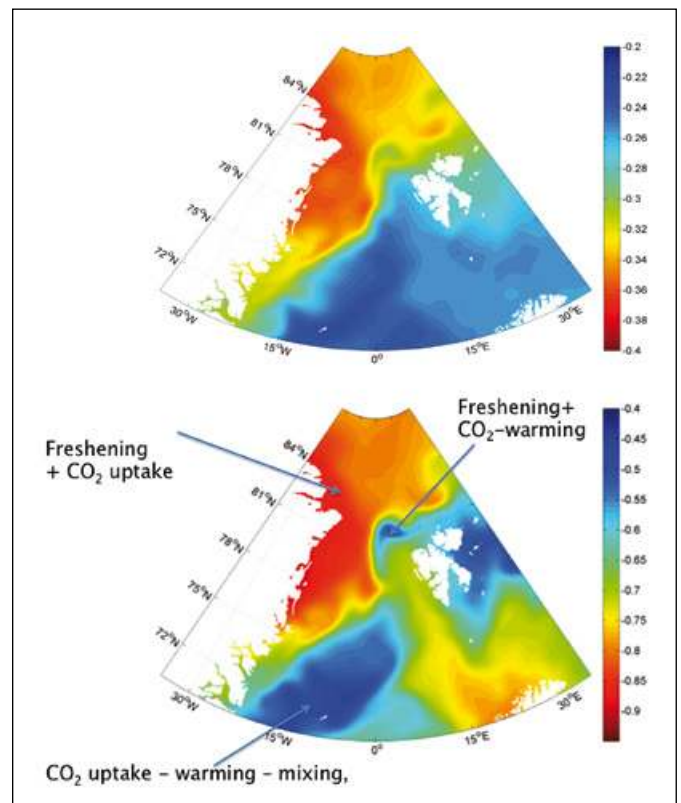 84°N
81°N
78°N
75°N
72°N
30°W
15°W
0°
15°E
30°E
-0.2
-0.22
-0.24
-0.26
-0.28
-0.3
-0.32
-0.34
-0.36
-0.38
-0.4
Freshening+
CO₂-warming
Freshening
+ CO₂ uptake
84°N
81°N
78°N
75°N
72°N
30°W
15°W
0°
15°E
30°E
-0.4
-0.45
-0.5
-0.55
-0.6
-0.65
-0.7
-0.75
-0.8
-0.85
-0.9
CO₂ uptake – warming – mixing,